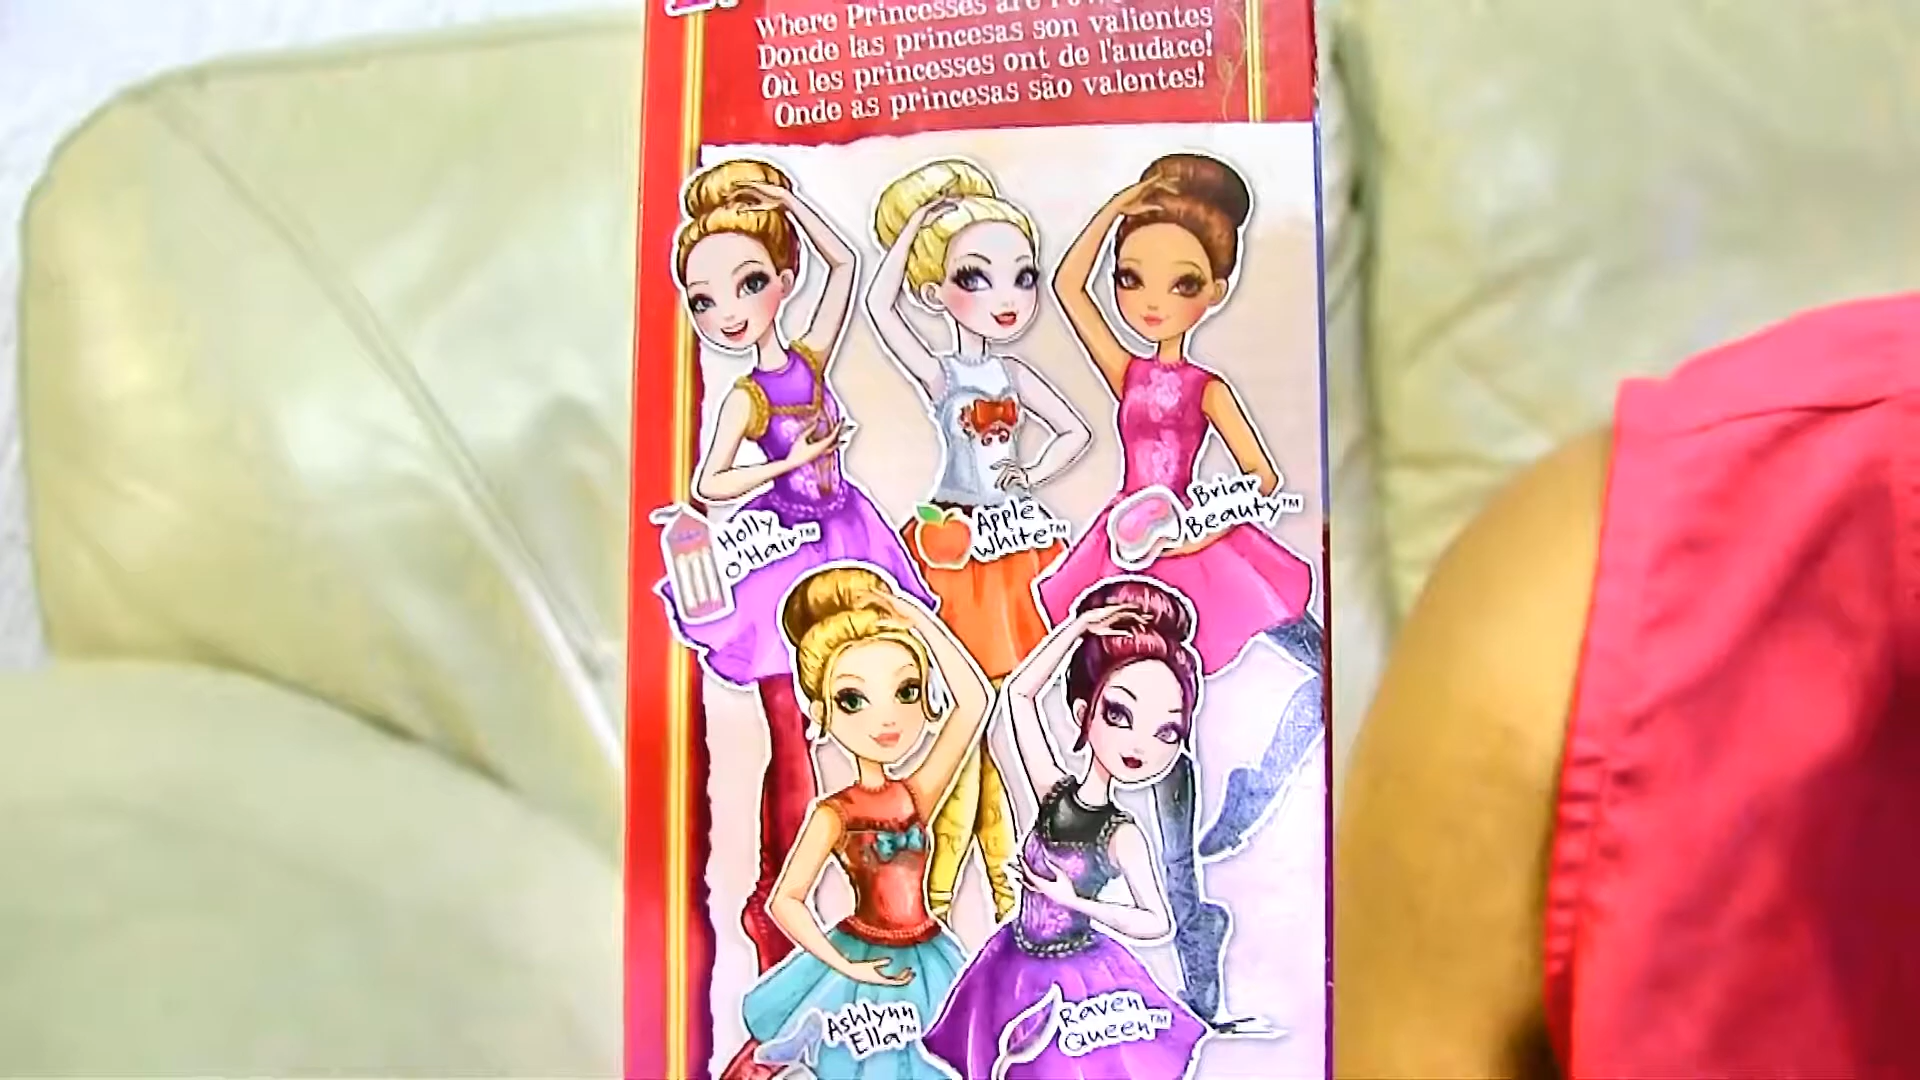 Where Princesses are
Donde las princesas son valientes
Où les princesses ont de l'audace!
Onde as princesas são valentes!
Holly
O'Hair™
Apple
White™
Briar
Beauty™
Ashlynn
Ella™
Raven
Queen™